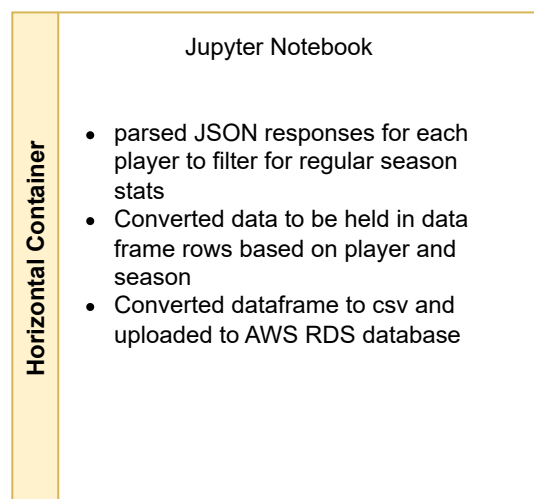 Horizontal Container
Jupyter Notebook
• parsed JSON responses for each
player to filter for regular season
stats
• Converted data to be held in data
frame rows based on player and
season
• Converted dataframe to csv and
uploaded to AWS RDS database